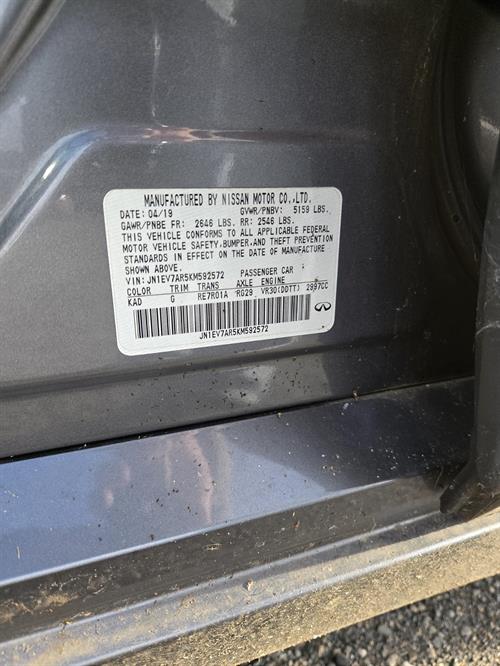 MANUFACTURED BY NISSAN MOTOR CO.,LTD.
DATE: 04/19 GVWR/PNBV: 5159 LBS.
GAWR/PNBE FR: 2646 LBS. RR: 2546 LBS.
THIS VEHICLE CONFORMS TO ALL APPLICABLE FEDERAL
MOTOR VEHICLE SAFETY, BUMPER, AND THEFT PREVENTION
STANDARDS IN EFFECT ON THE DATE OF MANUFACTURE
SHOWN ABOVE.
VIN: JN1EV7AR5KM592572 PASSENGER CAR
COLOR TRIM TRANS AXLE ENGINE
KAD G RE7R01A RG29 VR30(DDTT) 2997CC
JN1EV7AR5KM592572